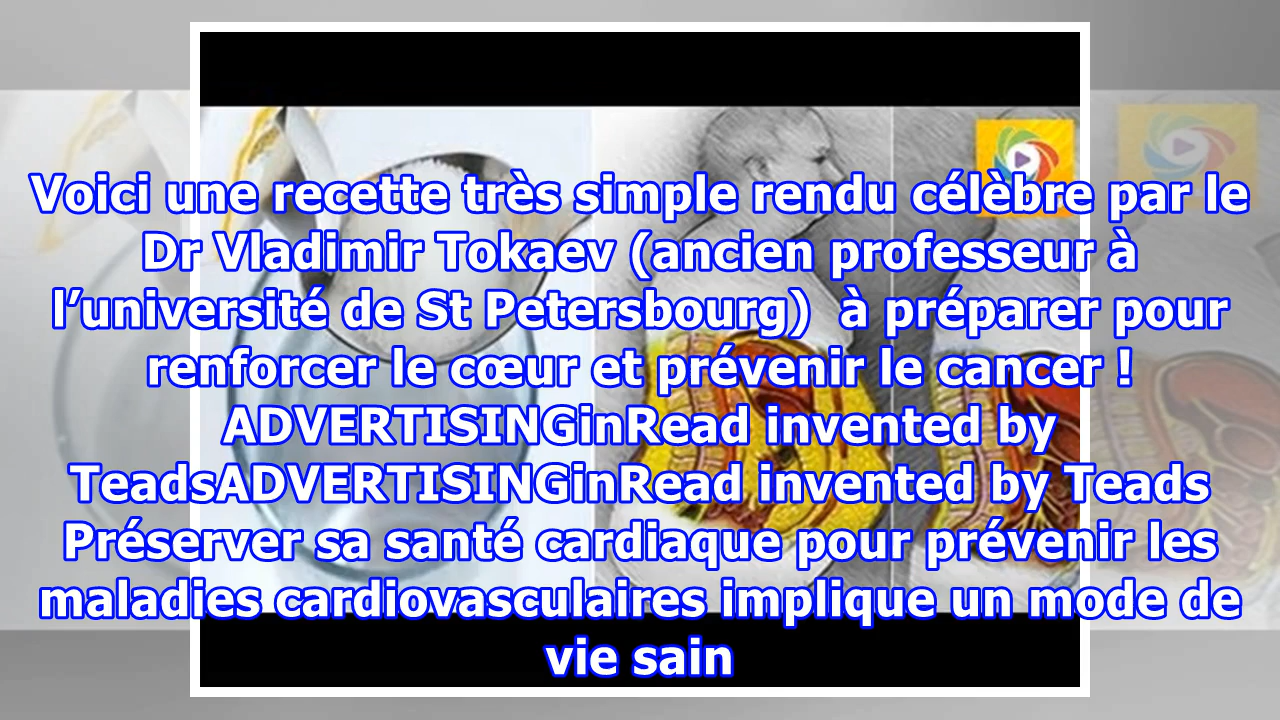 Voici une recette très simple rendu célèbre par le
Dr Vladimir Tokaev (ancien professeur à
l’université de St Petersbourg)  à préparer pour
renforcer le cœur et prévenir le cancer !
ADVERTISINGinRead invented by
TeadsADVERTISINGinRead invented by Teads
Préserver sa santé cardiaque pour prévenir les
maladies cardiovasculaires implique un mode de
vie sain